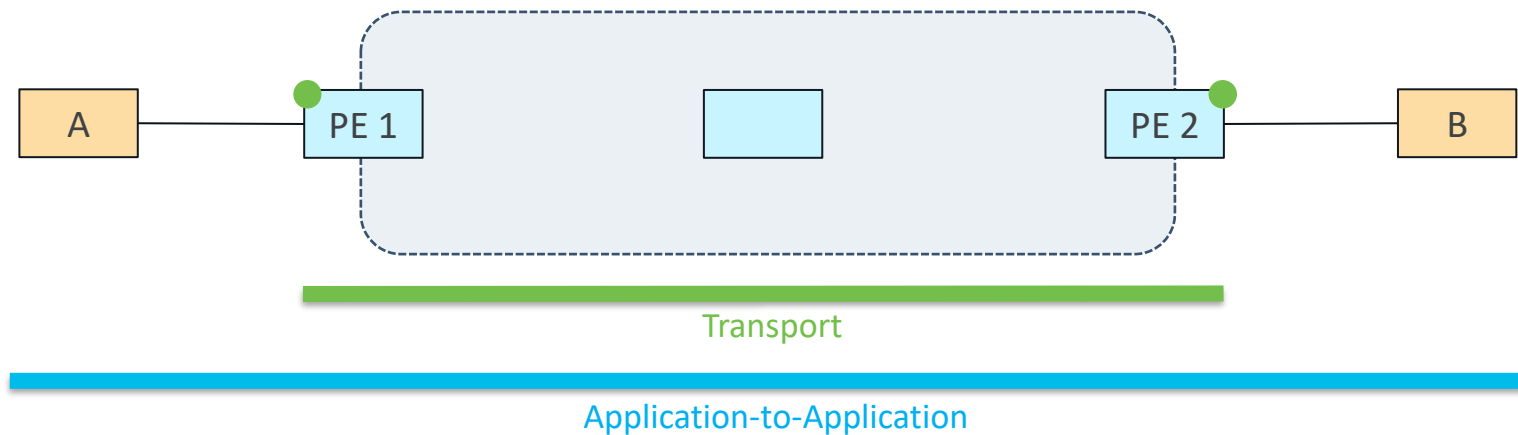 A
PE 1
PE 2
B
Transport
Application-to-Application